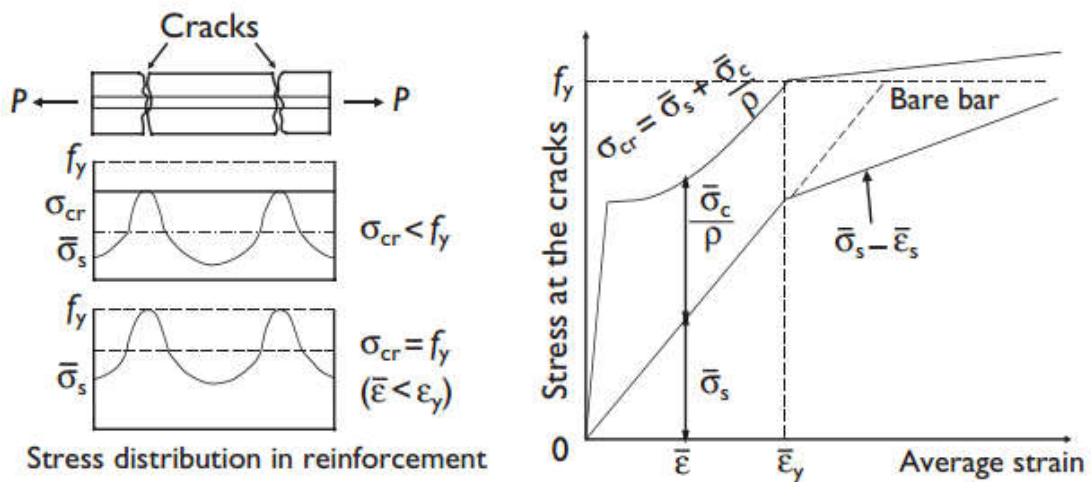 Cracks
P
P
f_y
σ_cr
σ̄_s
σ_cr < f_y
f_y
σ̄_s
σ_cr = f_y
(ε̄ < ε_y)
Stress distribution in reinforcement
Stress at the cracks
f_y
σ_cr = σ̄_s + σ̄_c/ρ
Bare bar
σ̄_c/ρ
σ̄_s – ε̄_s
σ̄_s
0
ε̄
ε̄_y
Average strain